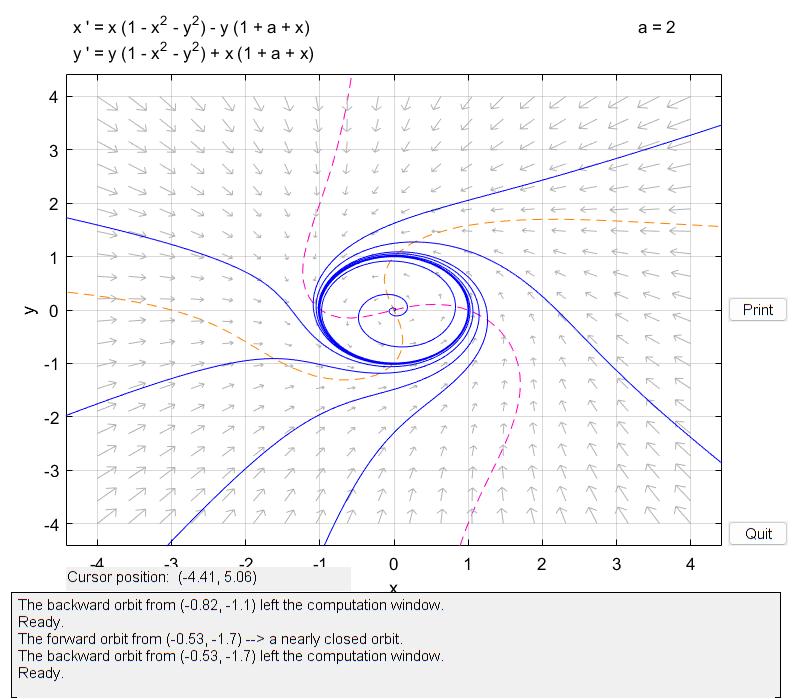 x ' = x (1 - x² - y²) - y (1 + a + x)
a = 2
y ' = y (1 - x² - y²) + x (1 + a + x)
4
3
2
1
0
-1
-2
-3
-4
y
-4
-3
-2
-1
0
1
2
3
4
x
Print
Quit
Cursor position: (-4.41, 5.06)
The backward orbit from (-0.82, -1.1) left the computation window.
Ready.
The forward orbit from (-0.53, -1.7) --> a nearly closed orbit.
The backward orbit from (-0.53, -1.7) left the computation window.
Ready.